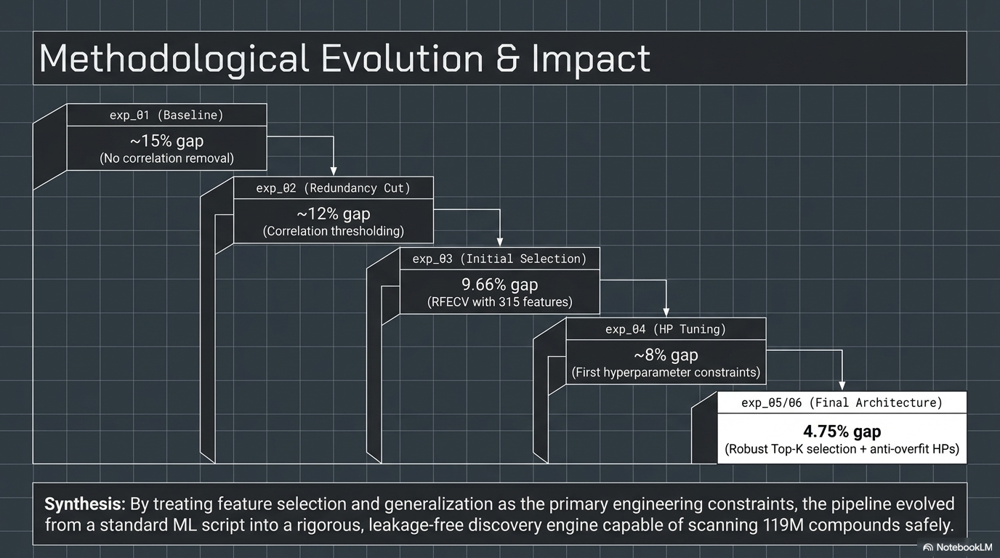 Methodological Evolution & Impact
exp_01 (Baseline)
~15% gap
(No correlation removal)
exp_02 (Redundancy Cut)
~12% gap
(Correlation thresholding)
exp_03 (Initial Selection)
9.66% gap
(RFECV with 315 features)
exp_04 (HP Tuning)
~8% gap
(First hyperparameter constraints)
exp_05/06 (Final Architecture)
4.75% gap
(Robust Top-K selection + anti-overfit HPs)
Synthesis: By treating feature selection and generalization as the primary engineering constraints, the pipeline evolved
from a standard ML script into a rigorous, leakage-free discovery engine capable of scanning 119M compounds safely.
NotebookLM